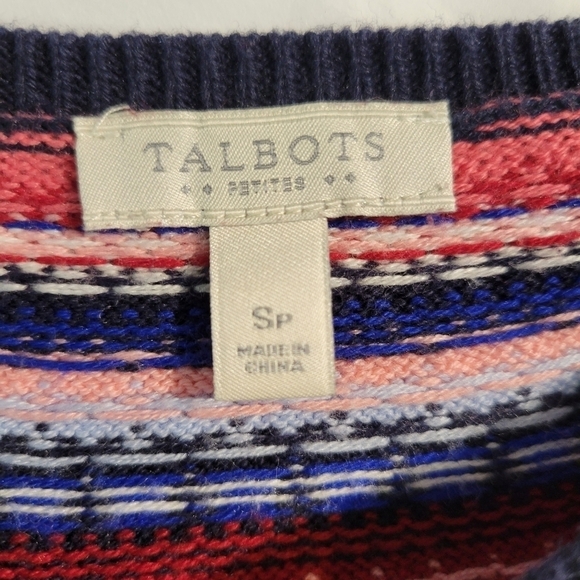 TALBOTS
PETITES
SP
MADE IN
CHINA